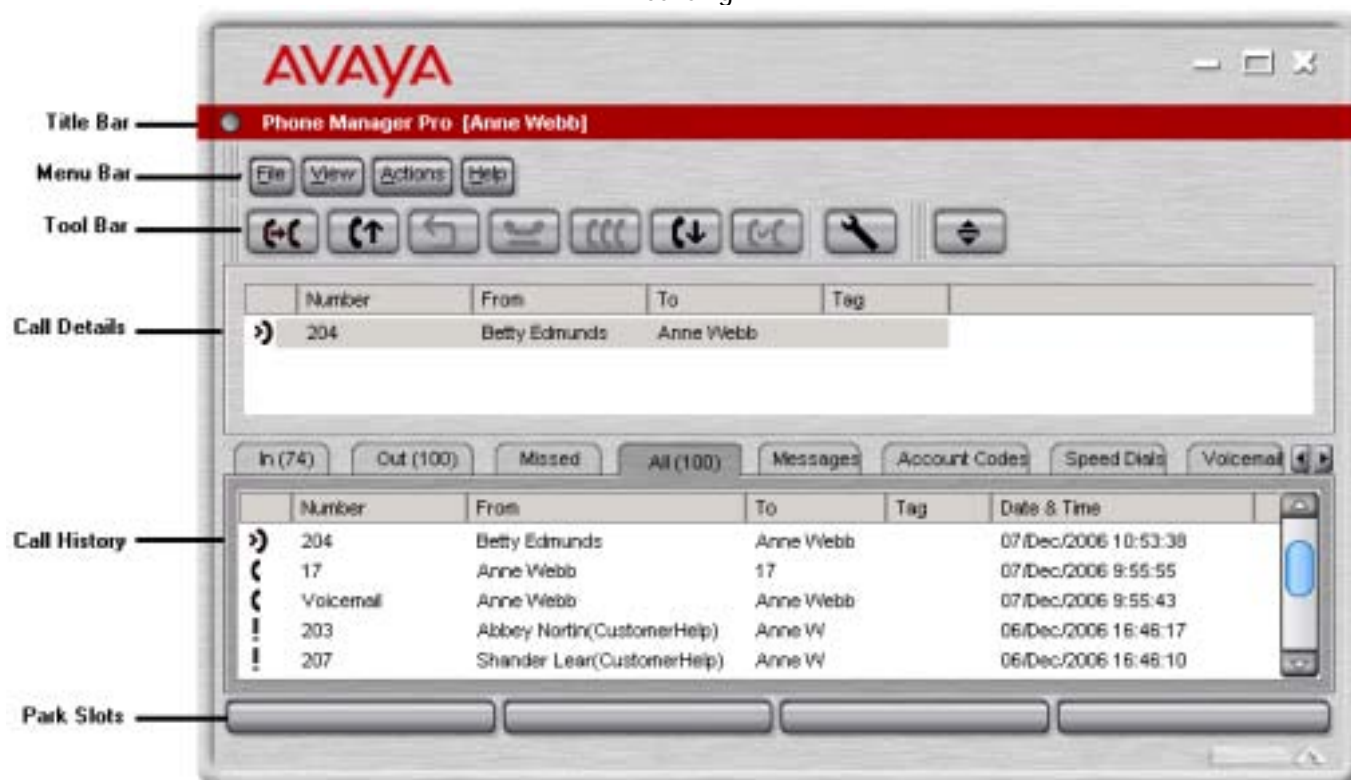 AVAYA
Title Bar
Phone Manager Pro [Anne Webb]
Menu Bar
File View Actions Help
Tool Bar
Number From To Tag
Call Details
204 Betty Edmunds Anne Webb
In (74) Out (100) Missed All (100) Messages Account Codes Speed Dials Voicemail
Number From To Tag Date & Time
Call History
204 Betty Edmunds Anne Webb 07/Dec/2006 10:53:38
17 Anne Webb 17 07/Dec/2006 9:55:55
Voicemail Anne Webb Anne Webb 07/Dec/2006 9:55:43
203 Abbey Nortin(CustomerHelp) Anne W 06/Dec/2006 16:46:17
207 Shander Lear(CustomerHelp) Anne W 06/Dec/2006 16:46:10
Park Slots